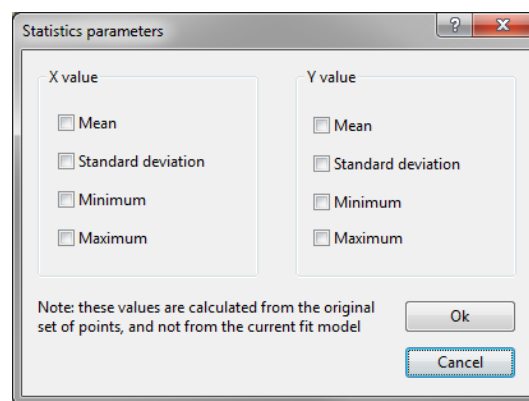 Statistics parameters
?
X value
Mean
Standard deviation
Minimum
Maximum
Y value
Mean
Standard deviation
Minimum
Maximum
Note: these values are calculated from the original
set of points, and not from the current fit model
Ok
Cancel